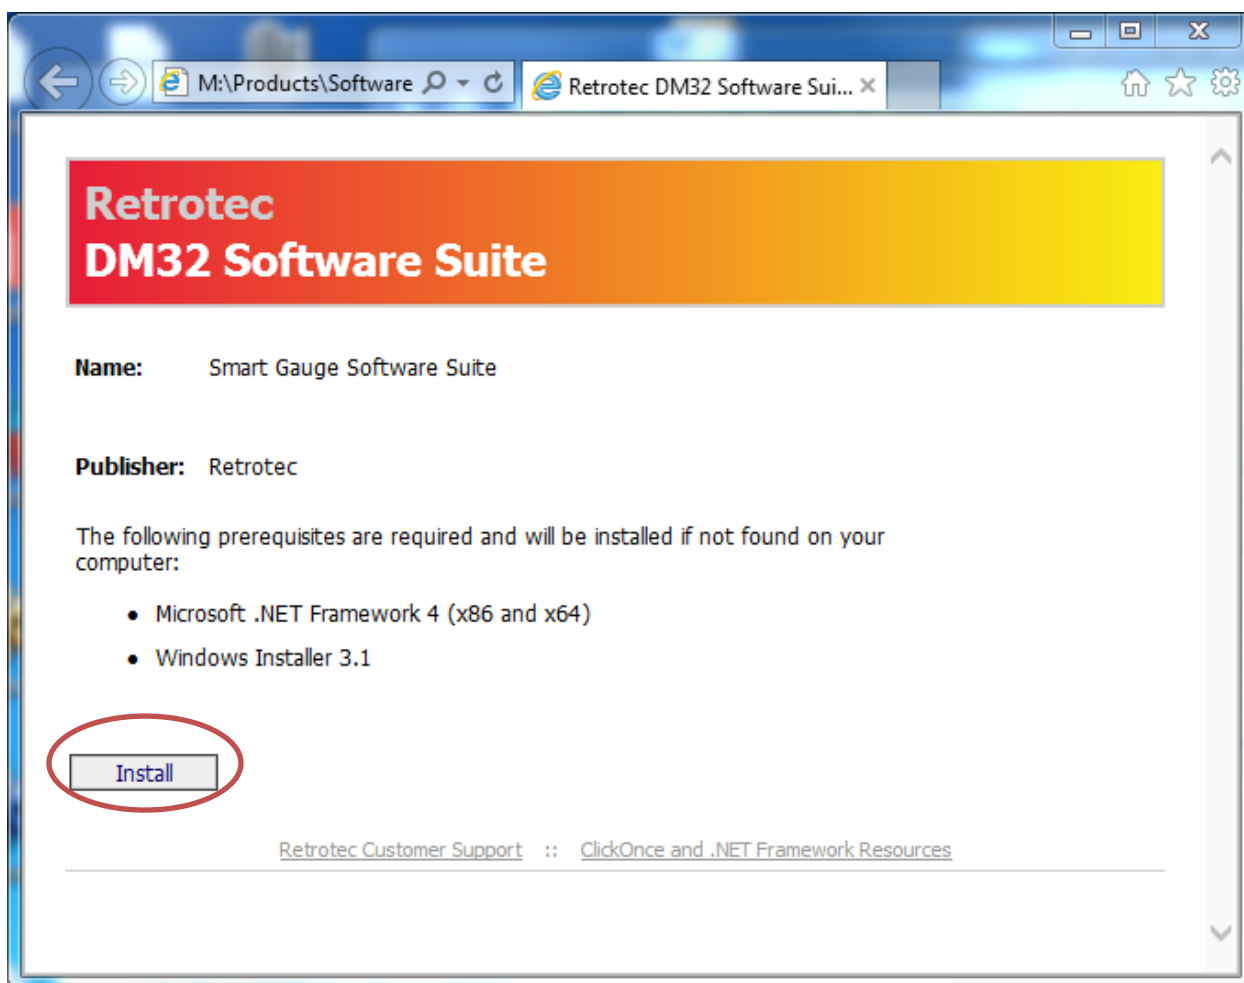 M:\Products\Software
Retrotec DM32 Software Sui...
Retrotec
DM32 Software Suite
Name: Smart Gauge Software Suite
Publisher: Retrotec
The following prerequisites are required and will be installed if not found on your
computer:
• Microsoft .NET Framework 4 (x86 and x64)
• Windows Installer 3.1
Install
Retrotec Customer Support :: ClickOnce and .NET Framework Resources